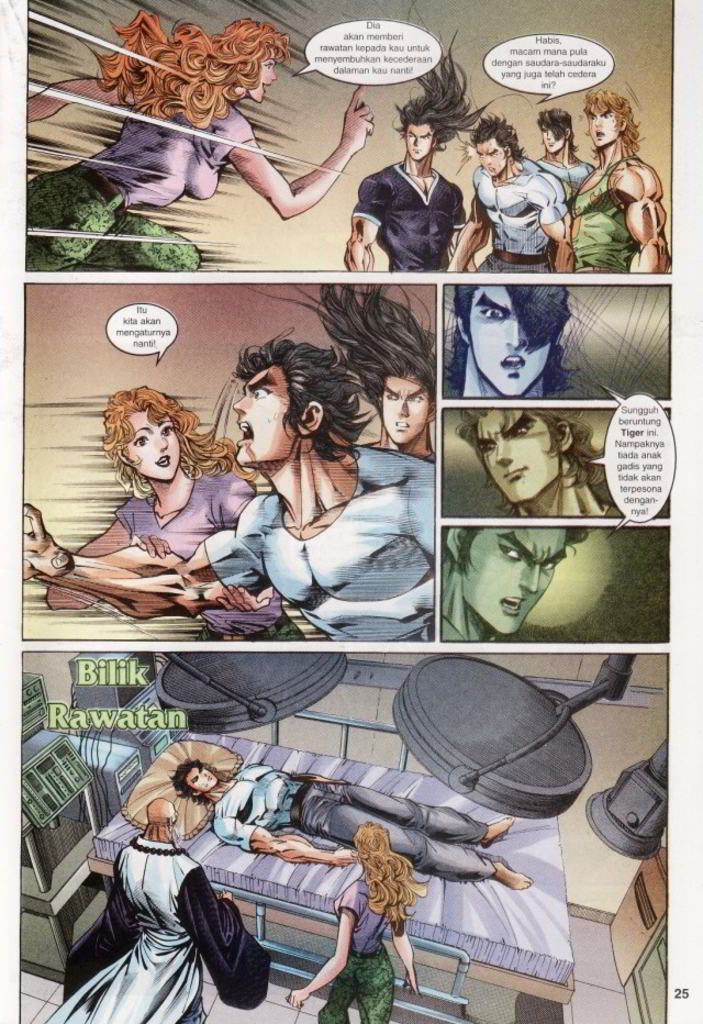 Dia
akan memberi
rawatan kepada kau untuk
menyembuhkan kecederaan
dalaman kau nanti!
Habis,
macam mana pula
dengan saudara-saudaraku
yang juga telah cedera
ini?
Itu
kita akan
mengaturnya
nanti!
Sungguh
beruntung
Tiger ini.
Nampaknya
tiada anak
gadis yang
tidak akan
terpesona
dengan-
nya!
Bilik
Rawatan
25